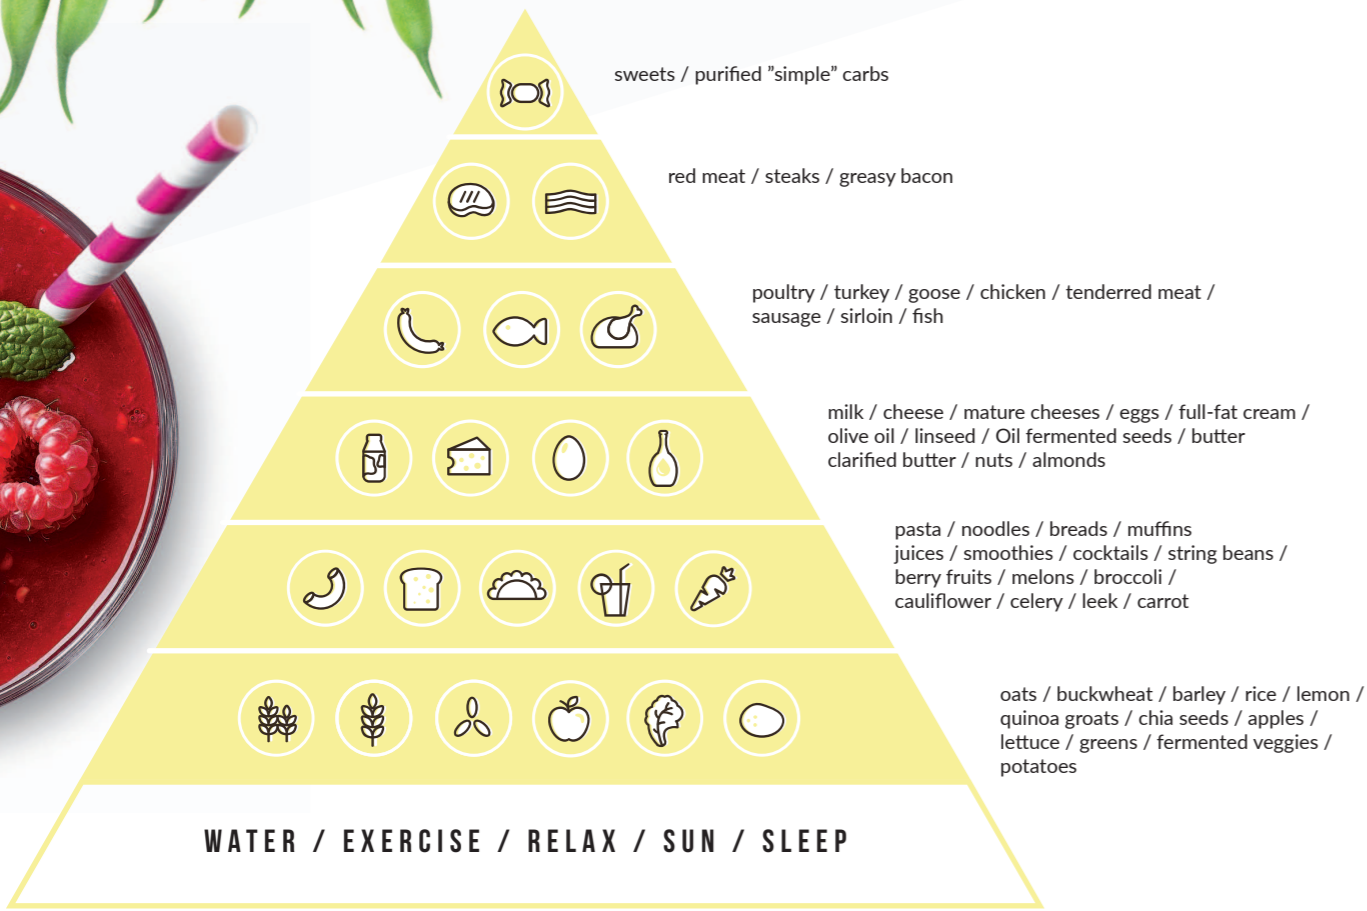 sweets / purified ”simple” carbs
red meat / steaks / greasy bacon
poultry / turkey / goose / chicken / tenderred meat /
sausage / sirloin / fish
milk / cheese / mature cheeses / eggs / full-fat cream /
olive oil / linseed / Oil fermented seeds / butter
clarified butter / nuts / almonds
pasta / noodles / breads / muffins
juices / smoothies / cocktails / string beans /
berry fruits / melons / broccoli /
cauliflower / celery / leek / carrot
oats / buckwheat / barley / rice / lemon /
quinoa groats / chia seeds / apples /
lettuce / greens / fermented veggies /
potatoes
WATER / EXERCISE / RELAX / SUN / SLEEP